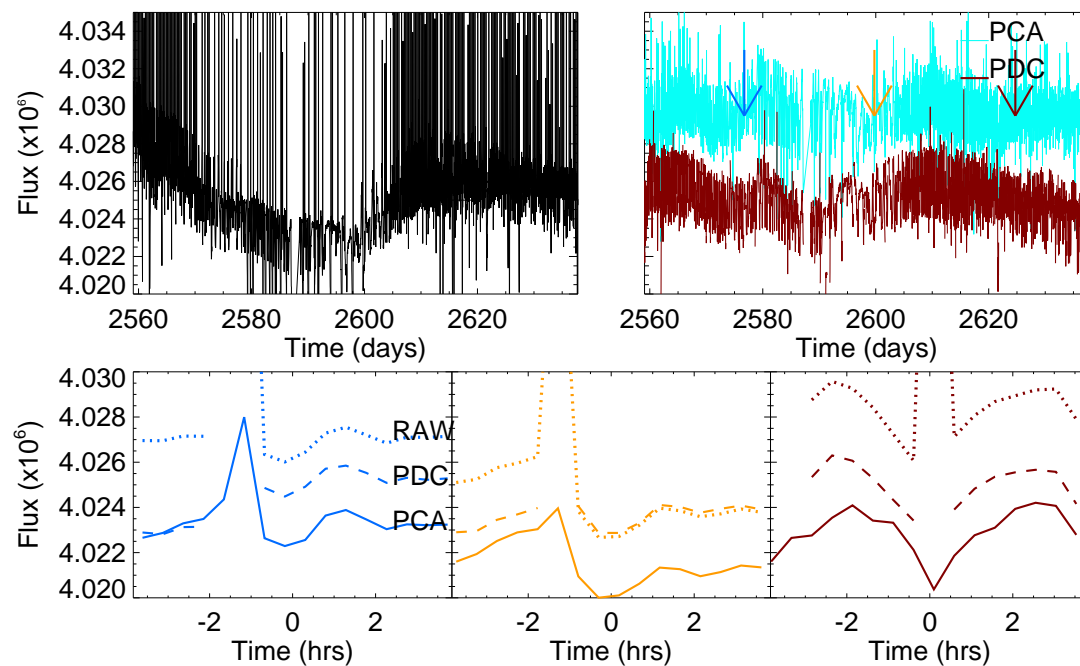 4.034
4.032
4.030
4.028
4.026
4.024
4.022
4.020
Flux (x10⁶)
2560 2580 2600 2620
Time (days)
PCA
PDC
2560 2580 2600 2620
Time (days)
4.030
4.028
4.026
4.024
4.022
4.020
Flux (x10⁶)
RAW
PDC
PCA
-2 0 2
Time (hrs)
-2 0 2
Time (hrs)
-2 0 2
Time (hrs)